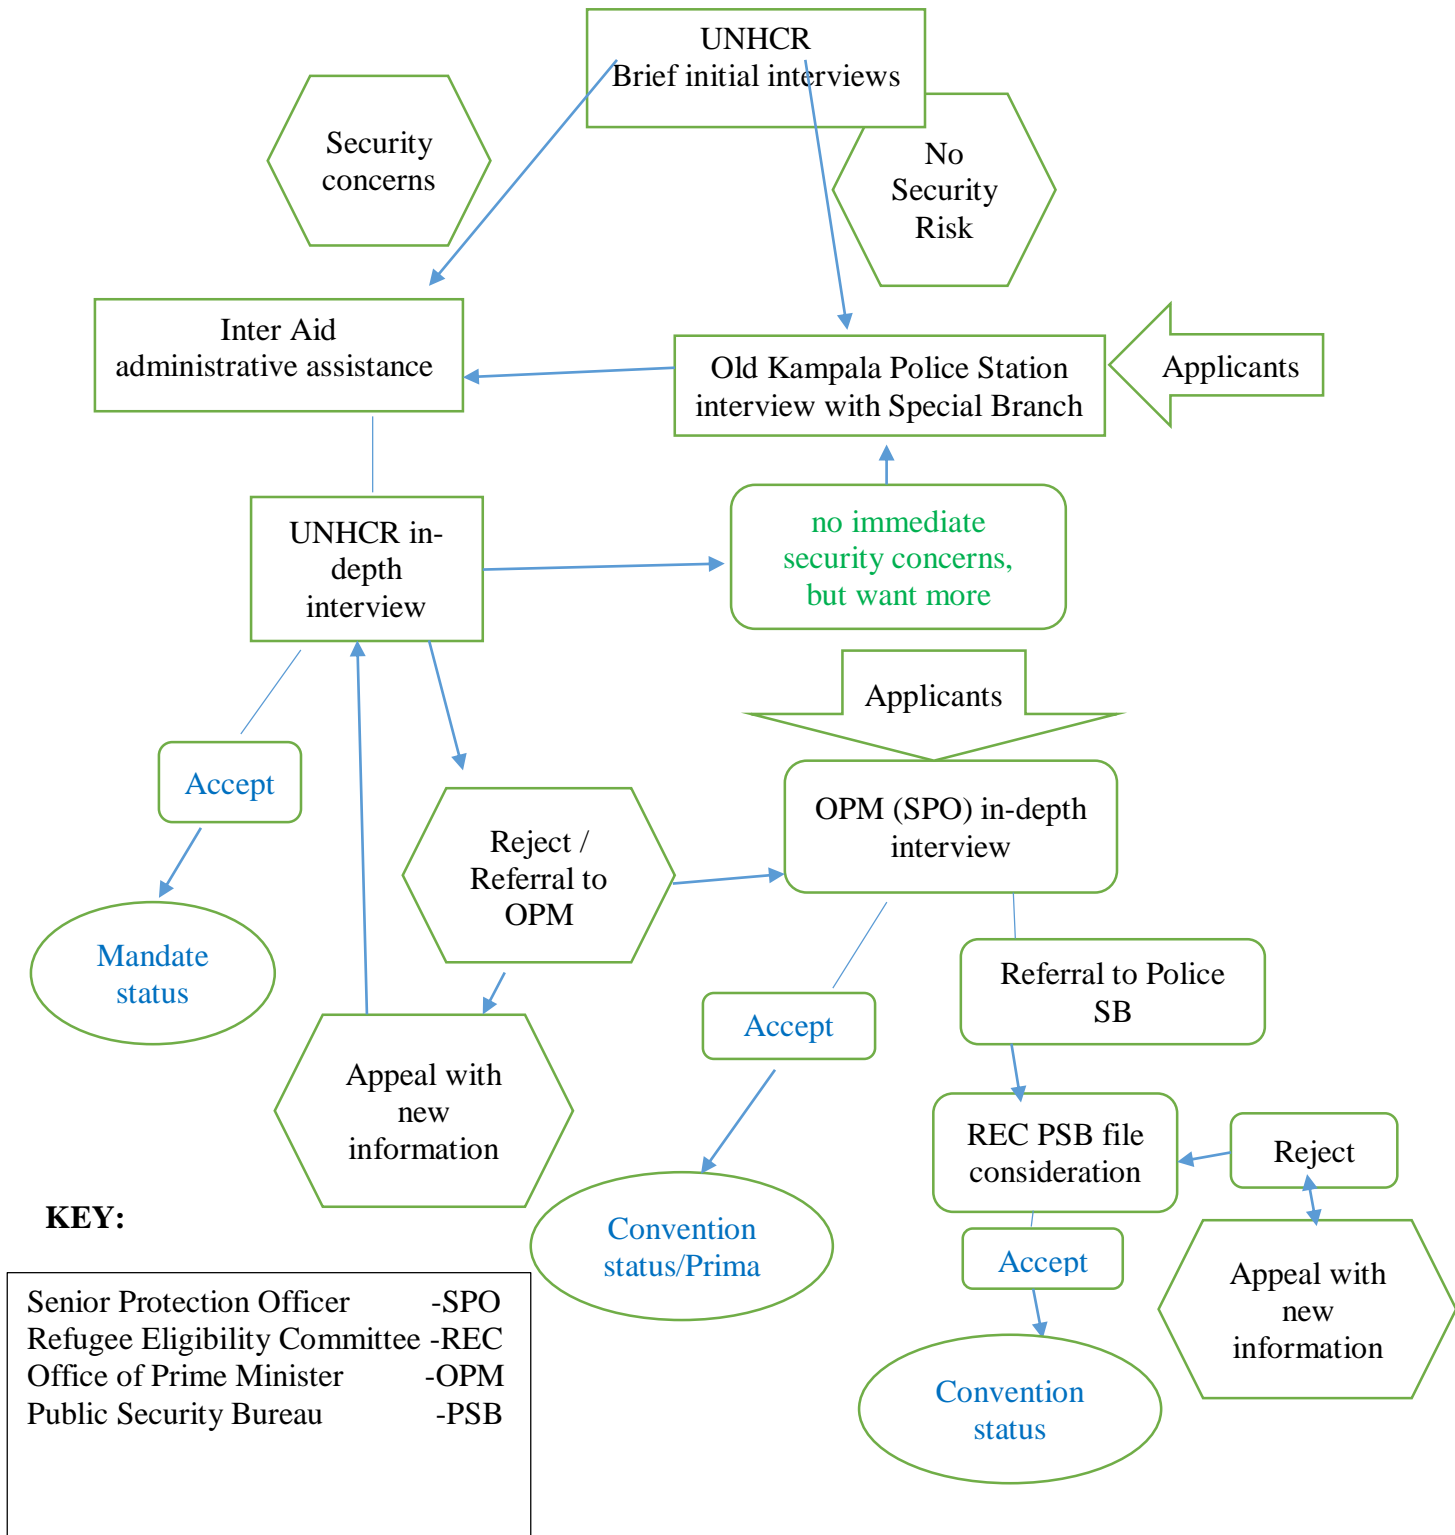 UNHCR
Brief initial interviews
Security
concerns
No
Security
Risk
Inter Aid
administrative assistance
Old Kampala Police Station
interview with Special Branch
Applicants
UNHCR in-
depth
interview
no immediate
security concerns,
but want more
Applicants
Accept
Reject /
Referral to
OPM
OPM (SPO) in-depth
interview
Mandate
status
Accept
Referral to Police
SB
Appeal with
new
information
REC PSB file
consideration
Reject
Convention
status/Prima
Accept
Appeal with
new
information
Convention
status
KEY:
Senior Protection Officer -SPO
Refugee Eligibility Committee -REC
Office of Prime Minister -OPM
Public Security Bureau -PSB